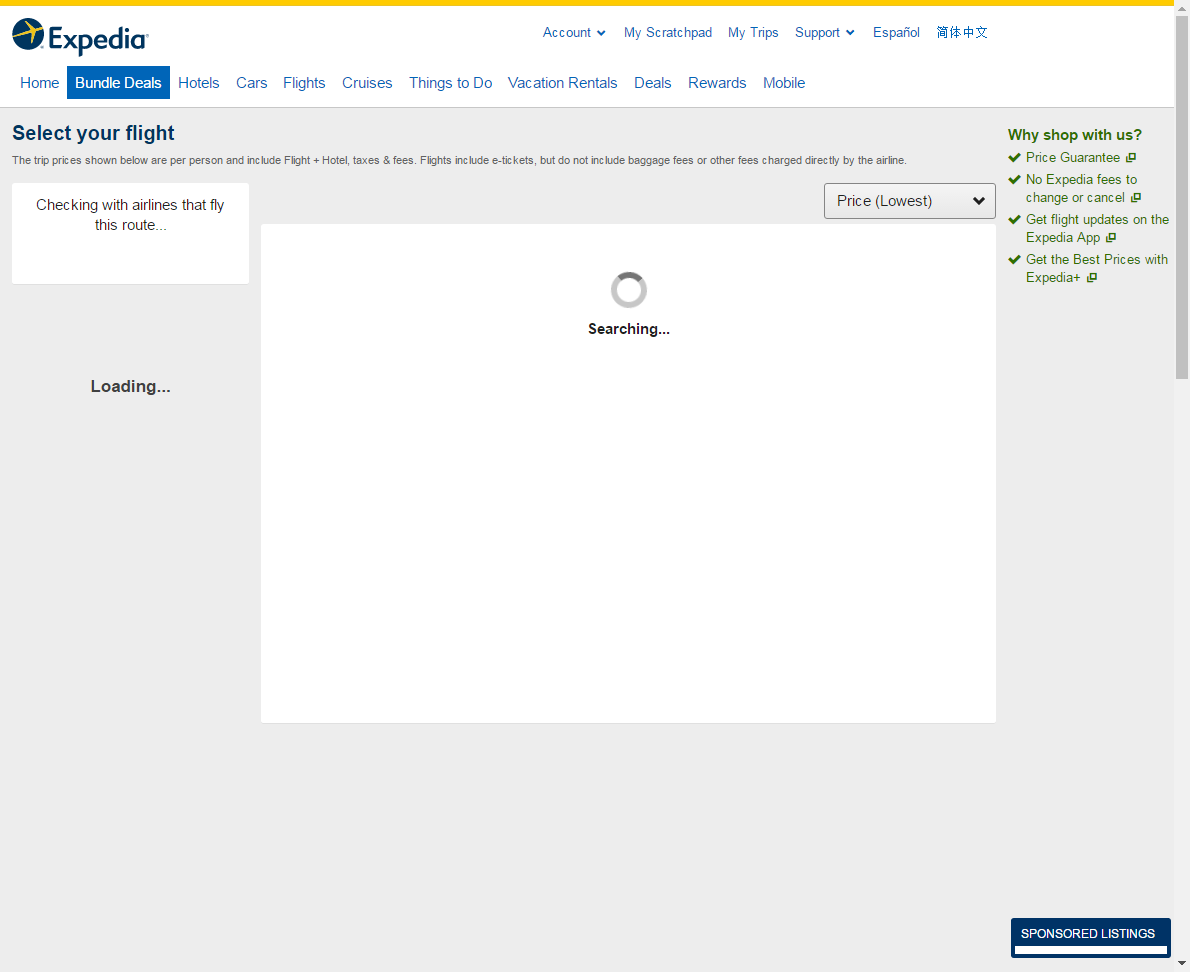 Expedia
Account
My Scratchpad
My Trips
Support
Español
简体中文
Home
Bundle Deals
Hotels
Cars
Flights
Cruises
Things to Do
Vacation Rentals
Deals
Rewards
Mobile
Select your flight
The trip prices shown below are per person and include Flight + Hotel, taxes & fees. Flights include e-tickets, but do not include baggage fees or other fees charged directly by the airline.
Checking with airlines that fly
this route...
Loading...
Price (Lowest)
Searching...
Why shop with us?
Price Guarantee
No Expedia fees to
change or cancel
Get flight updates on the
Expedia App
Get the Best Prices with
Expedia+
SPONSORED LISTINGS